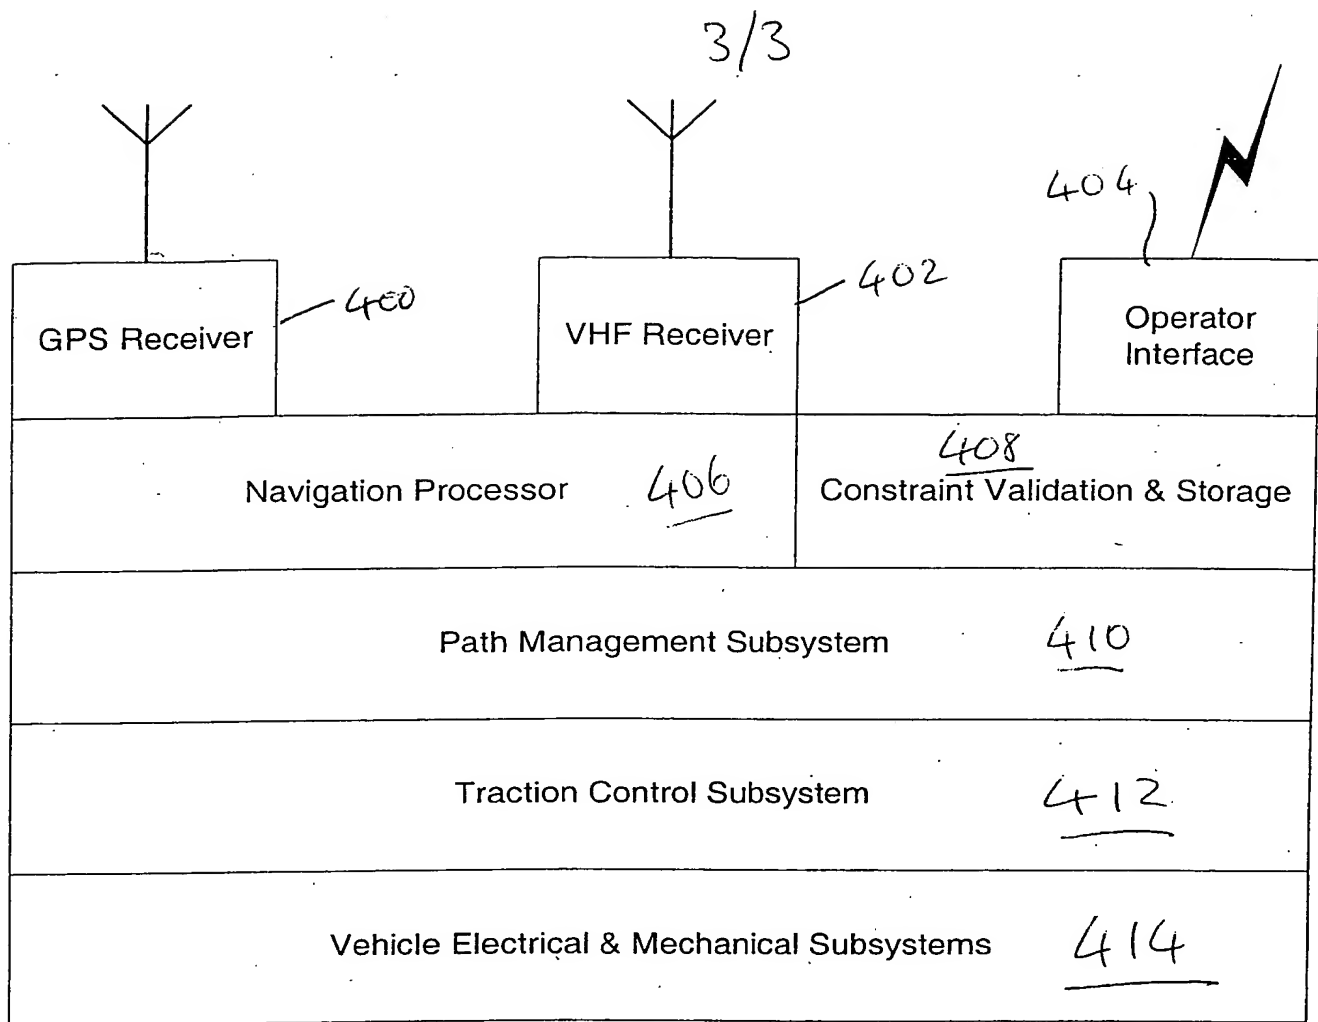 3/3
404
400
402
GPS Receiver
VHF Receiver
Operator
Interface
408
Navigation Processor 406
Constraint Validation & Storage
Path Management Subsystem 410
Traction Control Subsystem 412
Vehicle Electrical & Mechanical Subsystems 414